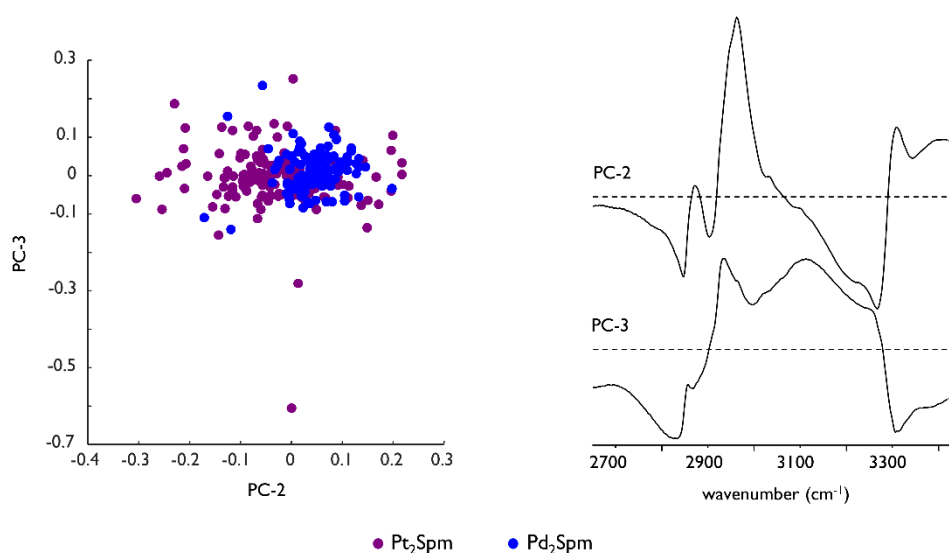 0.3
0.1
0
-0.1
-0.3
-0.5
-0.7
PC-3
-0.4 -0.2 -0.1 0 0.1 0.2 0.3
PC-2
PC-2
PC-3
2700 2900 3100 3300
wavenumber (cm⁻¹)
Pt₂Spm Pd₂Spm